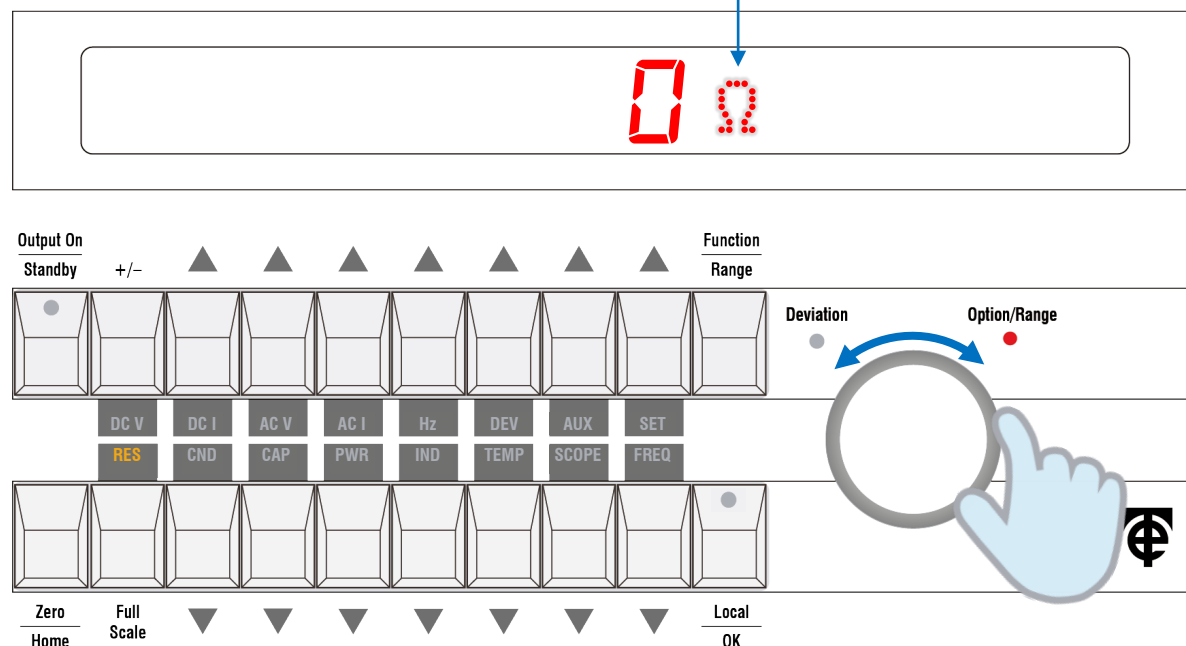 0 Ω
Output On
Standby
+/–
Function
Range
Deviation
Option/Range
DC V DC I AC V AC I Hz DEV AUX SET
RES CND CAP PWR IND TEMP SCOPE FREQ
Zero
Home
Full
Scale
Local
OK